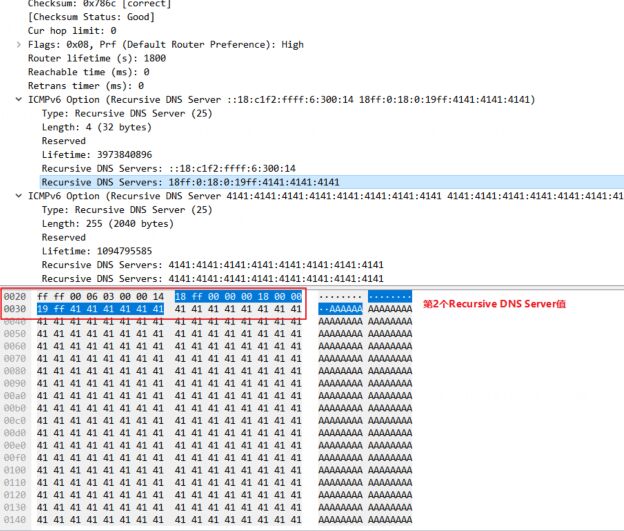 Checksum: 0x786c [correct]
[Checksum Status: Good]
Cur hop limit: 0
Flags: 0x08, Prf (Default Router Preference): High
Router lifetime (s): 1800
Reachable time (ms): 0
Retrans timer (ms): 0
ICMPv6 Option (Recursive DNS Server ::18:c1f2:ffff:6:300:14 18ff:0:18:0:19ff:4141:4141:4141)
Type: Recursive DNS Server (25)
Length: 4 (32 bytes)
Reserved
Lifetime: 3973840896
Recursive DNS Servers: ::18:c1f2:ffff:6:300:14
Recursive DNS Servers: 18ff:0:18:0:19ff:4141:4141:4141
ICMPv6 Option (Recursive DNS Server 4141:4141:4141:4141:4141:4141:4141:4141 4141:4141:4141:4141:4141:41
Type: Recursive DNS Server (25)
Length: 255 (2040 bytes)
Reserved
Lifetime: 1094795585
Recursive DNS Servers: 4141:4141:4141:4141:4141:4141:4141:4141
Recursive DNS Servers: 4141:4141:4141:4141:4141:4141:4141:4141
0020 ff ff 00 06 03 00 00 14 18 ff 00 00 00 18 00 00 ········ ········
0030 19 ff 41 41 41 41 41 41 41 41 41 41 41 41 41 41 ··AAAAAA AAAAAAAA
0040 41 41 41 41 41 41 41 41 41 41 41 41 41 41 41 41 AAAAAAAA AAAAAAAA
0050 41 41 41 41 41 41 41 41 41 41 41 41 41 41 41 41 AAAAAAAA AAAAAAAA
0060 41 41 41 41 41 41 41 41 41 41 41 41 41 41 41 41 AAAAAAAA AAAAAAAA
0070 41 41 41 41 41 41 41 41 41 41 41 41 41 41 41 41 AAAAAAAA AAAAAAAA
0080 41 41 41 41 41 41 41 41 41 41 41 41 41 41 41 41 AAAAAAAA AAAAAAAA
0090 41 41 41 41 41 41 41 41 41 41 41 41 41 41 41 41 AAAAAAAA AAAAAAAA
00a0 41 41 41 41 41 41 41 41 41 41 41 41 41 41 41 41 AAAAAAAA AAAAAAAA
00b0 41 41 41 41 41 41 41 41 41 41 41 41 41 41 41 41 AAAAAAAA AAAAAAAA
00c0 41 41 41 41 41 41 41 41 41 41 41 41 41 41 41 41 AAAAAAAA AAAAAAAA
00d0 41 41 41 41 41 41 41 41 41 41 41 41 41 41 41 41 AAAAAAAA AAAAAAAA
00e0 41 41 41 41 41 41 41 41 41 41 41 41 41 41 41 41 AAAAAAAA AAAAAAAA
00f0 41 41 41 41 41 41 41 41 41 41 41 41 41 41 41 41 AAAAAAAA AAAAAAAA
0100 41 41 41 41 41 41 41 41 41 41 41 41 41 41 41 41 AAAAAAAA AAAAAAAA
0110 41 41 41 41 41 41 41 41 41 41 41 41 41 41 41 41 AAAAAAAA AAAAAAAA
0120 41 41 41 41 41 41 41 41 41 41 41 41 41 41 41 41 AAAAAAAA AAAAAAAA
0130 41 41 41 41 41 41 41 41 41 41 41 41 41 41 41 41 AAAAAAAA AAAAAAAA
0140 41 41 41 41 41 41 41 41 41 41 41 41 41 41 41 41 AAAAAAAA AAAAAAAA
第2个Recursive DNS Server值